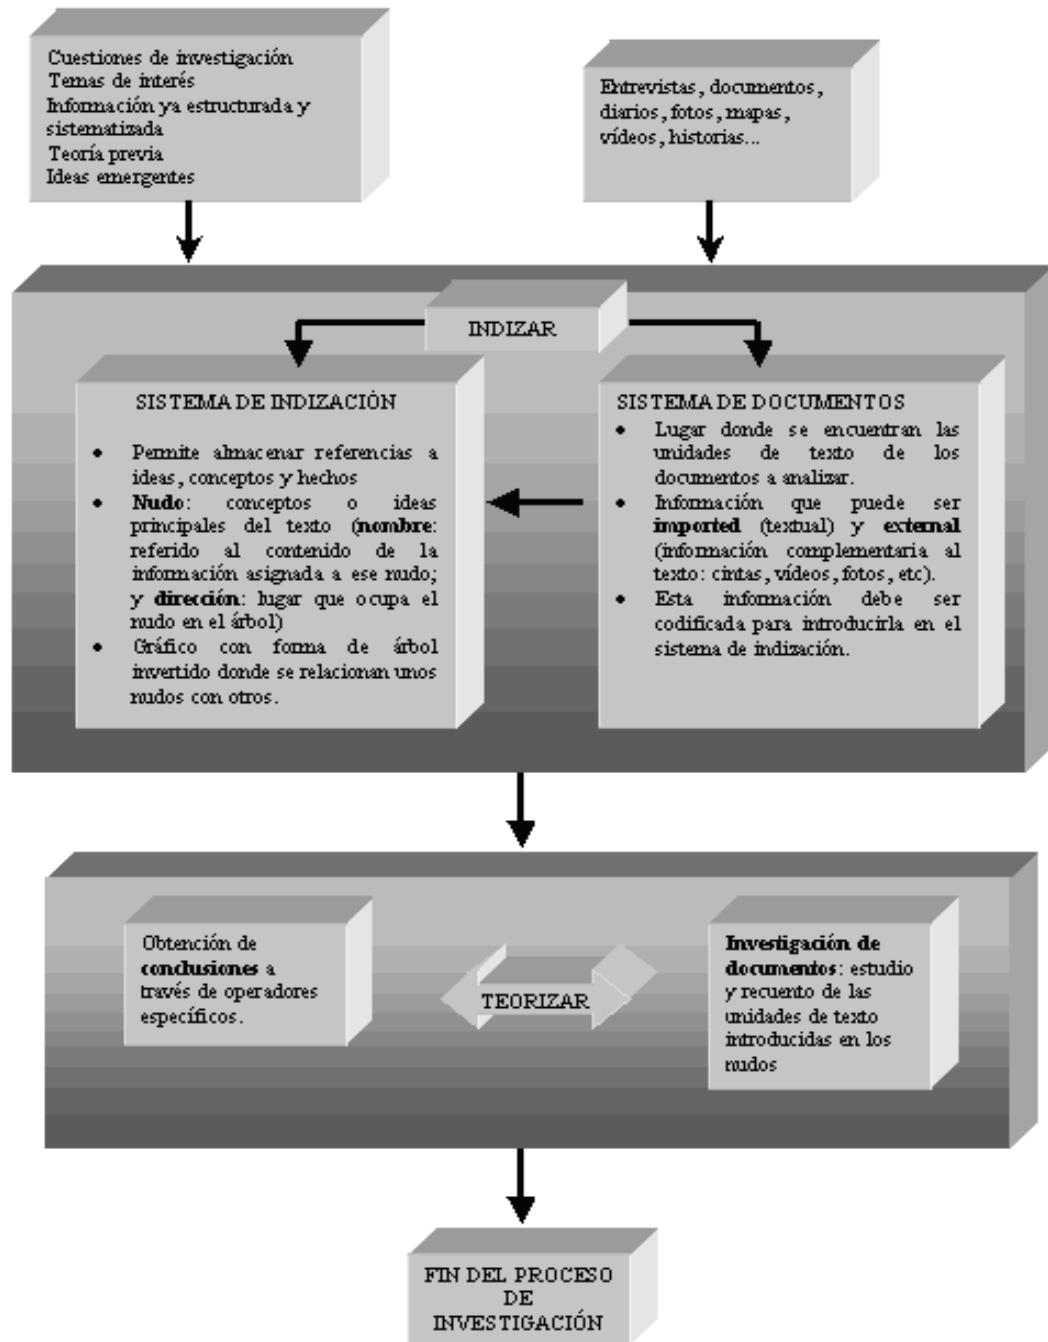 Cuestiones de investigación
Temas de interés
Información ya estructurada y
sistematizada
Teoría previa
Ideas emergentes
Entrevistas, documentos,
diarios, fotos, mapas,
vídeos, historias...
INDIZAR
SISTEMA DE INDIZACIÓN
● Permite almacenar referencias a
ideas, conceptos y hechos
● Nudo: conceptos o ideas
principales del texto (nombre:
referido al contenido de la
información asignada a ese nudo;
y dirección: lugar que ocupa el
nudo en el árbol)
● Gráfico con forma de árbol
invertido donde se relacionan unos
nudos con otros.
SISTEMA DE DOCUMENTOS
● Lugar donde se encuentran las
unidades de texto de los
documentos a analizar.
● Información que puede ser
imported (textual) y external
(información complementaria al
texto: cintas, vídeos, fotos, etc).
● Esta información debe ser
codificada para introducirla en el
sistema de indización.
Obtención de
conclusiones a
través de operadores
específicos.
TEORIZAR
Investigación de
documentos: estudio
y recuento de las
unidades de texto
introducidas en los
nudos
FIN DEL PROCESO
DE
INVESTIGACIÓN